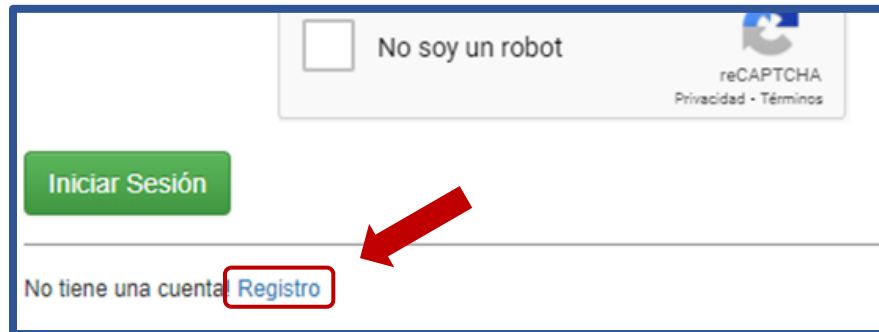 No soy un robot
reCAPTCHA
Privacidad - Términos
Iniciar Sesión
No tiene una cuenta! Registro